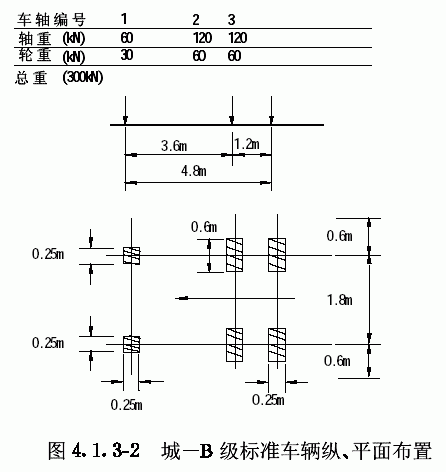 车轴编号 1 2 3
轴重 (kN) 60 120 120
轮重 (kN) 30 60 60
总重 (300kN)
3.6m 1.2m
4.8m
0.6m 0.6m
0.25m
1.8m
0.25m
0.6m
0.25m 0.25m
图 4.1.3-2 城-B 级标准车辆纵、平面布置